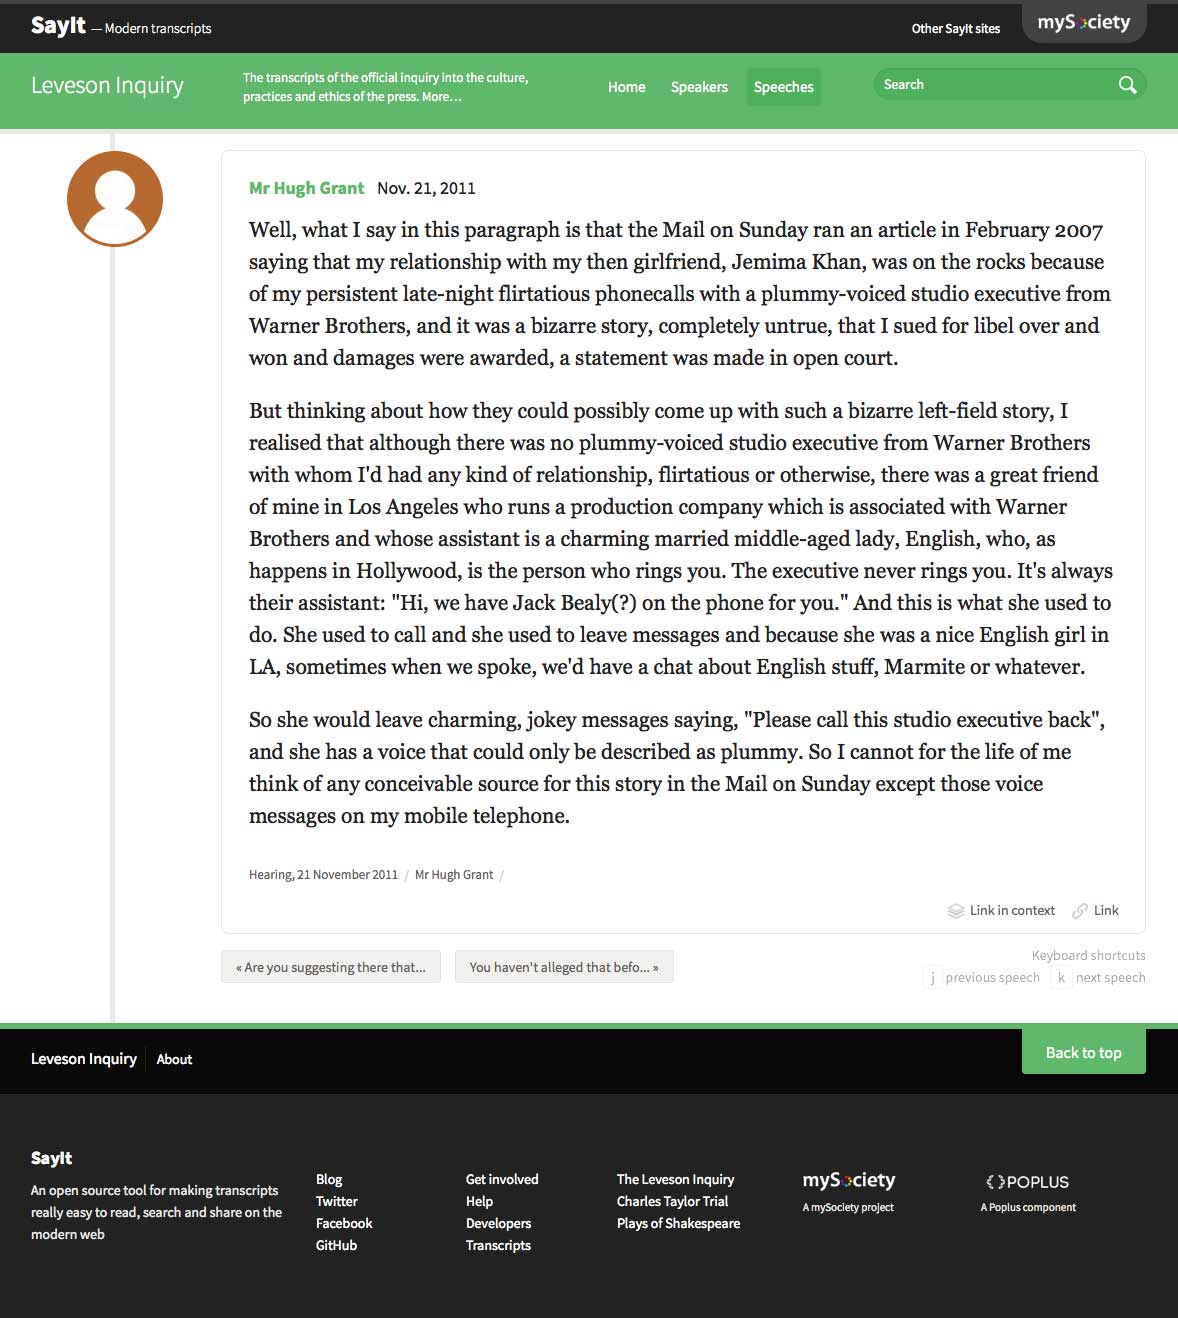 SayIt — Modern transcripts
Other SayIt sites
mySociety
Leveson Inquiry
The transcripts of the official inquiry into the culture,
practices and ethics of the press. More…
Home
Speakers
Speeches
Search
Mr Hugh Grant Nov. 21, 2011
Well, what I say in this paragraph is that the Mail on Sunday ran an article in February 2007
saying that my relationship with my then girlfriend, Jemima Khan, was on the rocks because
of my persistent late-night flirtatious phonecalls with a plummy-voiced studio executive from
Warner Brothers, and it was a bizarre story, completely untrue, that I sued for libel over and
won and damages were awarded, a statement was made in open court.
But thinking about how they could possibly come up with such a bizarre left-field story, I
realised that although there was no plummy-voiced studio executive from Warner Brothers
with whom I'd had any kind of relationship, flirtatious or otherwise, there was a great friend
of mine in Los Angeles who runs a production company which is associated with Warner
Brothers and whose assistant is a charming married middle-aged lady, English, who, as
happens in Hollywood, is the person who rings you. The executive never rings you. It's always
their assistant: "Hi, we have Jack Bealy(?) on the phone for you." And this is what she used to
do. She used to call and she used to leave messages and because she was a nice English girl in
LA, sometimes when we spoke, we'd have a chat about English stuff, Marmite or whatever.
So she would leave charming, jokey messages saying, "Please call this studio executive back",
and she has a voice that could only be described as plummy. So I cannot for the life of me
think of any conceivable source for this story in the Mail on Sunday except those voice
messages on my mobile telephone.
Hearing, 21 November 2011 / Mr Hugh Grant /
Link in context
Link
« Are you suggesting there that...
You haven't alleged that befo... »
Keyboard shortcuts
j previous speech k next speech
Leveson Inquiry
About
Back to top
SayIt
An open source tool for making transcripts
really easy to read, search and share on the
modern web
Blog
Twitter
Facebook
GitHub
Get involved
Help
Developers
Transcripts
The Leveson Inquiry
Charles Taylor Trial
Plays of Shakespeare
mySociety
A mySociety project
POPLUS
A Poplus component